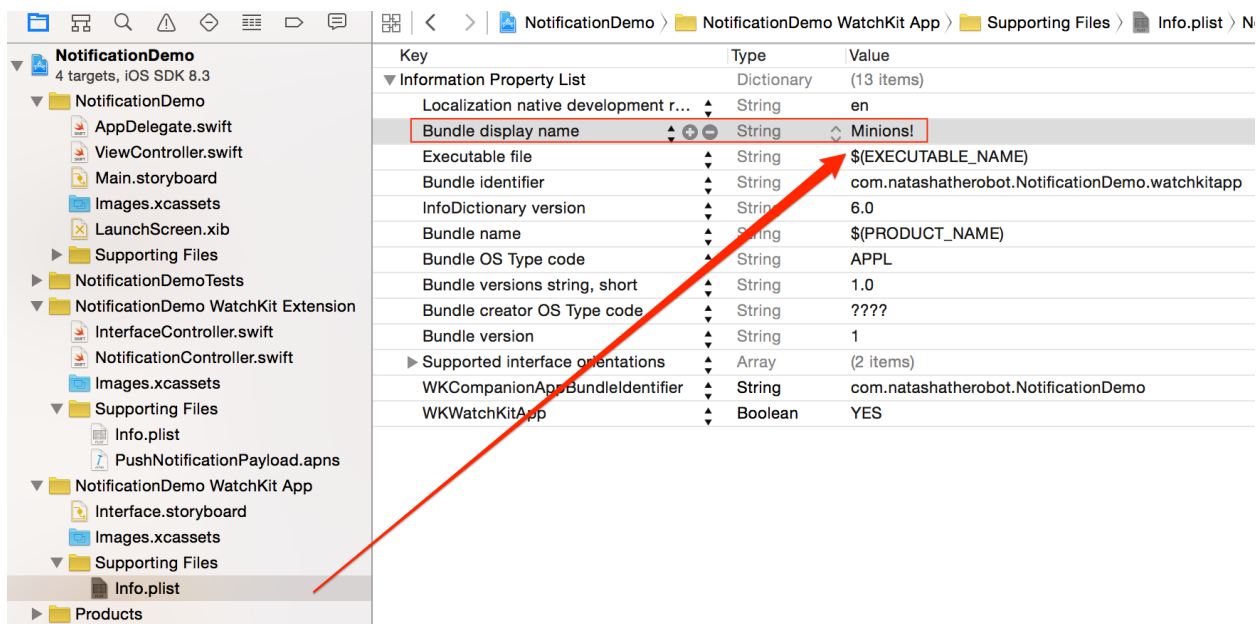 NotificationDemo
4 targets, iOS SDK 8.3
NotificationDemo
AppDelegate.swift
ViewController.swift
Main.storyboard
Images.xcassets
LaunchScreen.xib
Supporting Files
NotificationDemoTests
NotificationDemo WatchKit Extension
InterfaceController.swift
NotificationController.swift
Images.xcassets
Supporting Files
Info.plist
PushNotificationPayload.apns
NotificationDemo WatchKit App
Interface.storyboard
Images.xcassets
Supporting Files
Info.plist
Products
NotificationDemo NotificationDemo WatchKit App Supporting Files Info.plist
Key Type Value
Information Property List Dictionary (13 items)
Localization native development r... String en
Bundle display name String Minions!
Executable file String $(EXECUTABLE_NAME)
Bundle identifier String com.natashatherobot.NotificationDemo.watchkitapp
InfoDictionary version String 6.0
Bundle name String $(PRODUCT_NAME)
Bundle OS Type code String APPL
Bundle versions string, short String 1.0
Bundle creator OS Type code String ????
Bundle version String 1
Supported interface orientations Array (2 items)
WKCompanionAppBundleIdentifier String com.natashatherobot.NotificationDemo
WKWatchKitApp Boolean YES